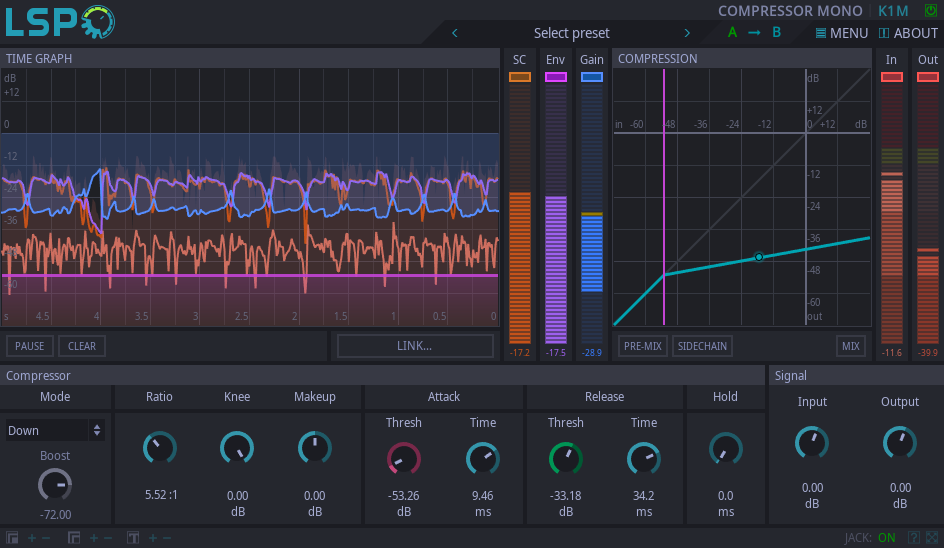 LSP
COMPRESSOR MONO K1M
Select preset
A → B
MENU ABOUT
TIME GRAPH
SC Env Gain
COMPRESSION
In Out
dB
+12
0
-12
-24
-36
-60
s 4.5 4 3.5 3 2.5 2 1.5 1 0.5 0
dB
+12
in -60 -48 -36 -24 -12 0 +12 dB
-12
-24
-36
-48
-60
out
PAUSE CLEAR LINK... PRE-MIX SIDECHAIN MIX
-17.2 -17.5 -28.9 -11.6 -39.9
Compressor Signal
Mode Ratio Knee Makeup Attack Release Hold
Input Output
Down
Thresh Time Thresh Time
Boost
-72.00
5.52 :1
0.00
dB
0.00
dB
-53.26
dB
9.46
ms
-33.18
dB
34.2
ms
0.0
ms
0.00
dB
0.00
dB
JACK: ON